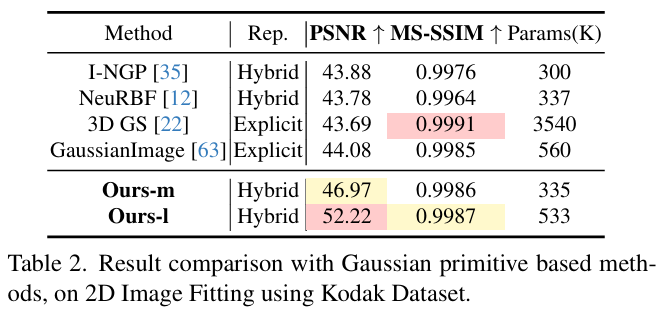 Method Rep. PSNR ↑ MS-SSIM ↑ Params(K)
I-NGP [35] Hybrid 43.88 0.9976 300
NeuRBF [12] Hybrid 43.78 0.9964 337
3D GS [22] Explicit 43.69 0.9991 3540
GaussianImage [63] Explicit 44.08 0.9985 560
Ours-m Hybrid 46.97 0.9986 335
Ours-l Hybrid 52.22 0.9987 533
Table 2. Result comparison with Gaussian primitive based meth-
ods, on 2D Image Fitting using Kodak Dataset.